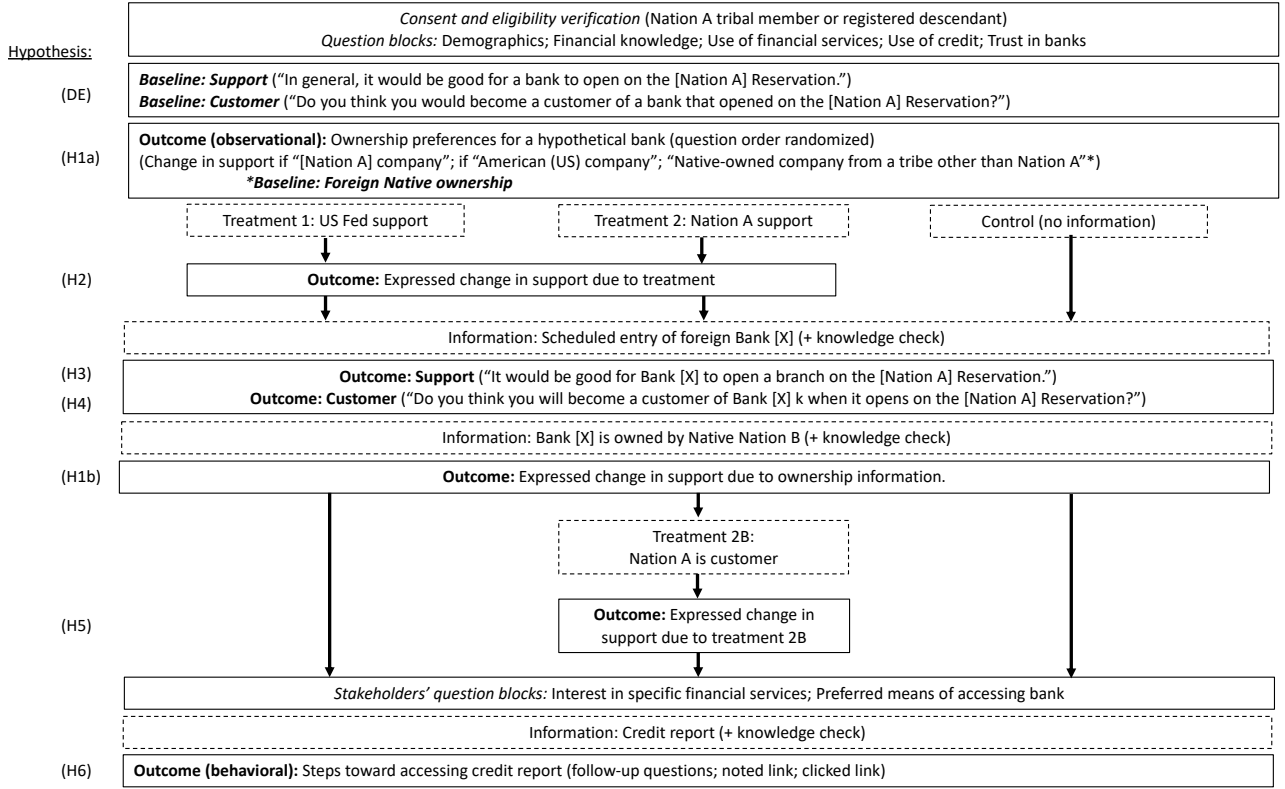 Consent and eligibility verification (Nation A tribal member or registered descendant)
Question blocks: Demographics; Financial knowledge; Use of financial services; Use of credit; Trust in banks
Hypothesis:
(DE)
Baseline: Support (“In general, it would be good for a bank to open on the [Nation A] Reservation.”)
Baseline: Customer (“Do you think you would become a customer of a bank that opened on the [Nation A] Reservation?”)
(H1a)
Outcome (observational): Ownership preferences for a hypothetical bank (question order randomized)
(Change in support if “[Nation A] company”; if “American (US) company”; “Native-owned company from a tribe other than Nation A”*)
*Baseline: Foreign Native ownership
Treatment 1: US Fed support
Treatment 2: Nation A support
Control (no information)
(H2)
Outcome: Expressed change in support due to treatment
Information: Scheduled entry of foreign Bank [X] (+ knowledge check)
(H3)
Outcome: Support (“It would be good for Bank [X] to open a branch on the [Nation A] Reservation.”)
(H4)
Outcome: Customer (“Do you think you will become a customer of Bank [X] k when it opens on the [Nation A] Reservation?”)
Information: Bank [X] is owned by Native Nation B (+ knowledge check)
(H1b)
Outcome: Expressed change in support due to ownership information.
Treatment 2B:
Nation A is customer
(H5)
Outcome: Expressed change in
support due to treatment 2B
Stakeholders’ question blocks: Interest in specific financial services; Preferred means of accessing bank
Information: Credit report (+ knowledge check)
(H6)
Outcome (behavioral): Steps toward accessing credit report (follow-up questions; noted link; clicked link)